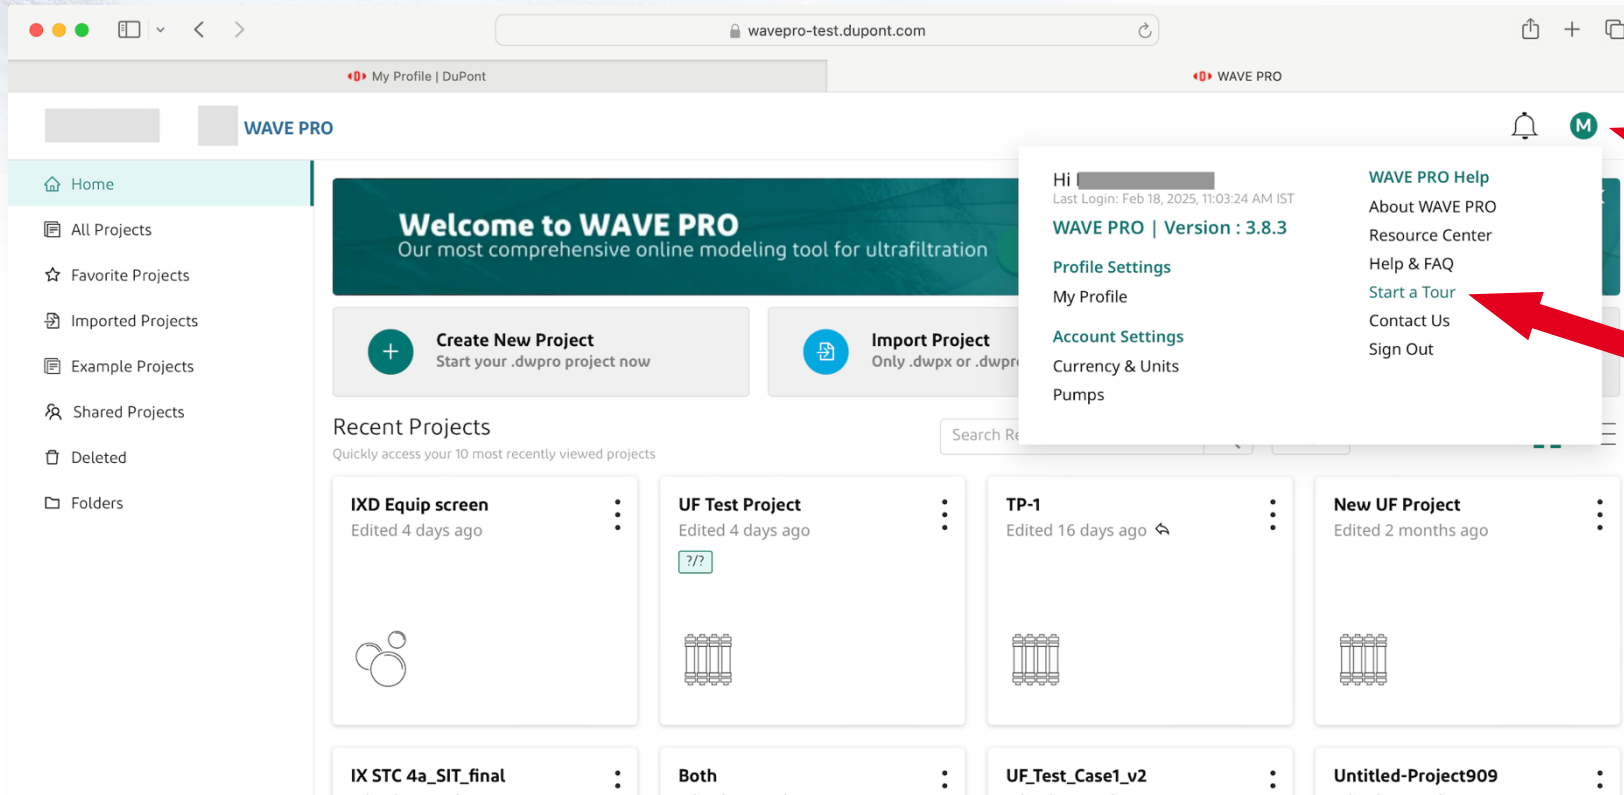 wavepro-test.dupont.com
My Profile | DuPont
WAVE PRO
WAVE PRO
M
Home
All Projects
Favorite Projects
Imported Projects
Example Projects
Shared Projects
Deleted
Folders
Welcome to WAVE PRO
Our most comprehensive online modeling tool for ultrafiltration
Hi
Last Login: Feb 18, 2025, 11:03:24 AM IST
WAVE PRO | Version : 3.8.3
Profile Settings
My Profile
Account Settings
Currency & Units
Pumps
WAVE PRO Help
About WAVE PRO
Resource Center
Help & FAQ
Start a Tour
Contact Us
Sign Out
Create New Project
Start your .dwpro project now
Import Project
Only .dwpx or .dwpr
Recent Projects
Quickly access your 10 most recently viewed projects
Search Re
IXD Equip screen
Edited 4 days ago
UF Test Project
Edited 4 days ago
?/?
TP-1
Edited 16 days ago
New UF Project
Edited 2 months ago
IX STC 4a_SIT_final
Both
UF_Test_Case1_v2
Untitled-Project909